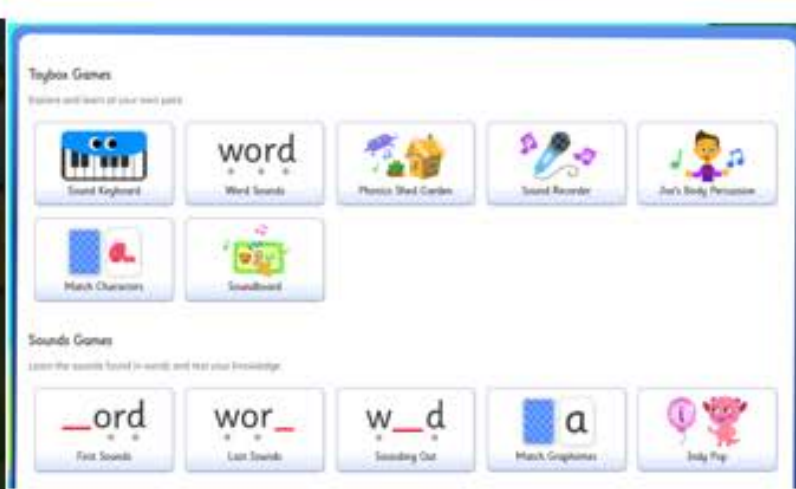 Toybox Games
Explore and learn at your own pace
word
Sound Keyboard Word Sounds Phonics Shed Garden Sound Recorder Joe's Body Percussion
a
Match Characters Soundboard
Sounds Games
Learn the sounds found in words and test your knowledge
_ord wor_ w_d a i
First Sounds Last Sounds Sounding Out Match Graphemes Indy Pop